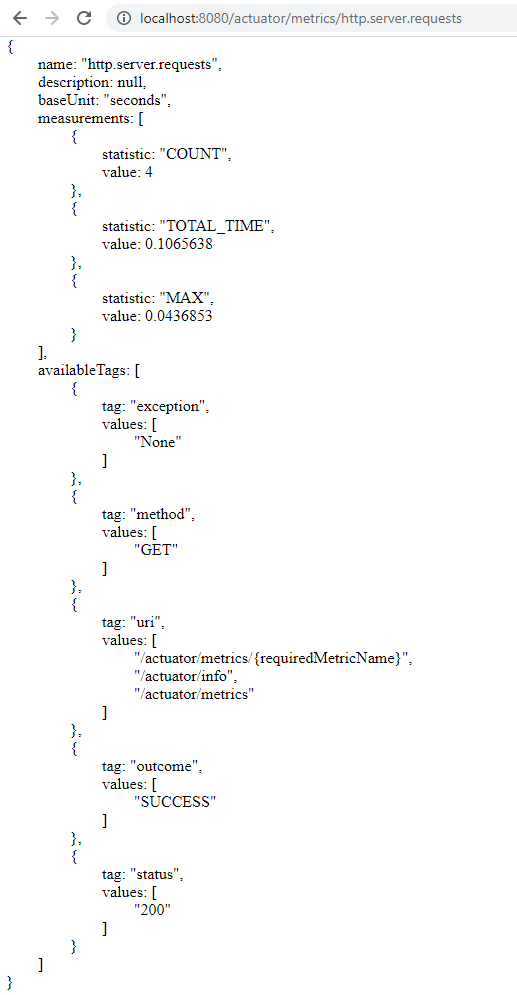 localhost:8080/actuator/metrics/http.server.requests
{
name: "http.server.requests",
description: null,
baseUnit: "seconds",
measurements: [
{
statistic: "COUNT",
value: 4
},
{
statistic: "TOTAL_TIME",
value: 0.1065638
},
{
statistic: "MAX",
value: 0.0436853
}
],
availableTags: [
{
tag: "exception",
values: [
"None"
]
},
{
tag: "method",
values: [
"GET"
]
},
{
tag: "uri",
values: [
"/actuator/metrics/{requiredMetricName}",
"/actuator/info",
"/actuator/metrics"
]
},
{
tag: "outcome",
values: [
"SUCCESS"
]
},
{
tag: "status",
values: [
"200"
]
}
]
}